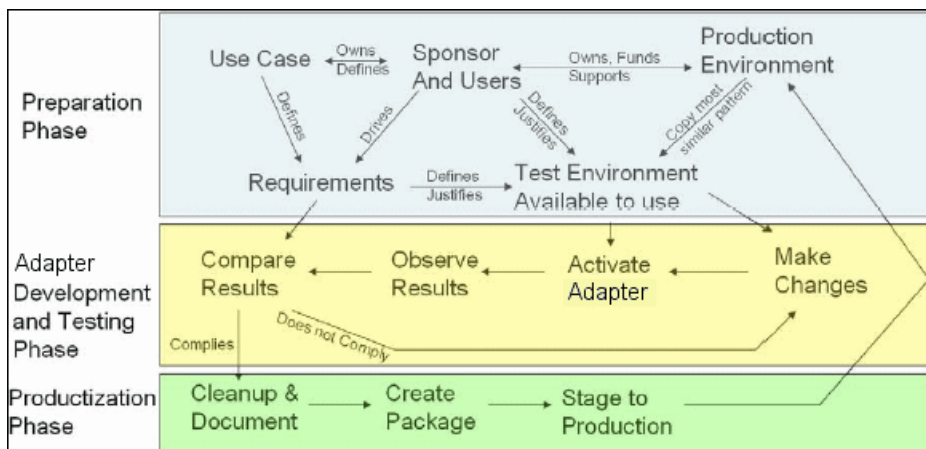 Preparation
Phase
Use Case
Owns
Defines
Sponsor
And Users
Owns, Funds
Supports
Production
Environment
Defines
Drives
Defines
Justifies
Copy most
similar pattern
Requirements
Defines
Justifies
Test Environment
Available to use
Adapter
Development
and Testing
Phase
Compare
Results
Observe
Results
Activate
Adapter
Make
Changes
Complies
Does not Comply
Productization
Phase
Cleanup &
Document
Create
Package
Stage to
Production